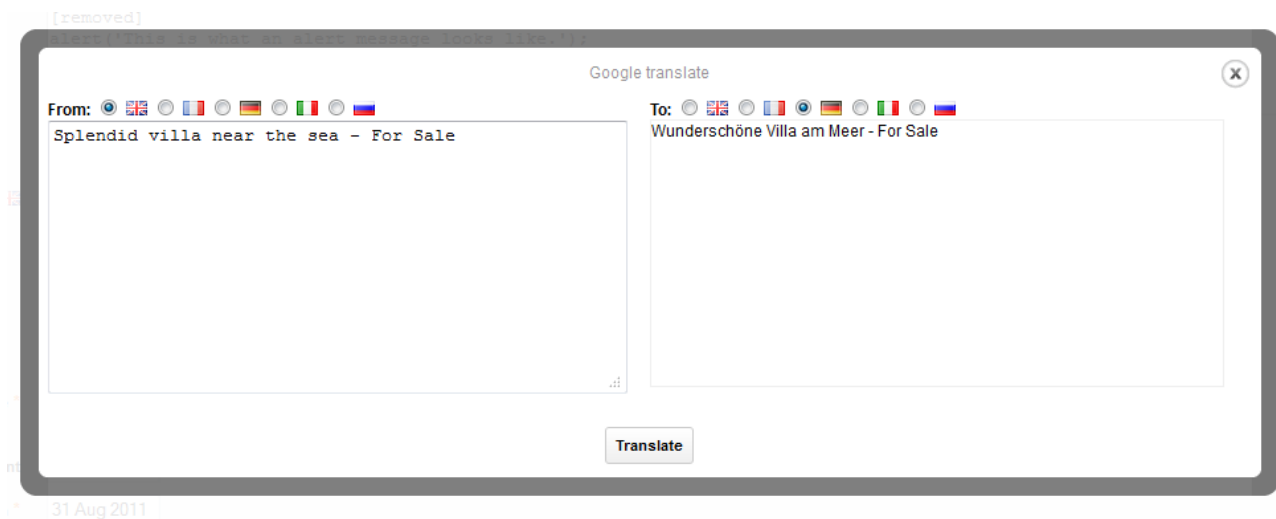 [removed]
alert('This is what an alert message looks like.');
Google translate
x
From:
To:
Splendid villa near the sea - For Sale
Wunderschöne Villa am Meer - For Sale
Translate
nt
31 Aug 2011